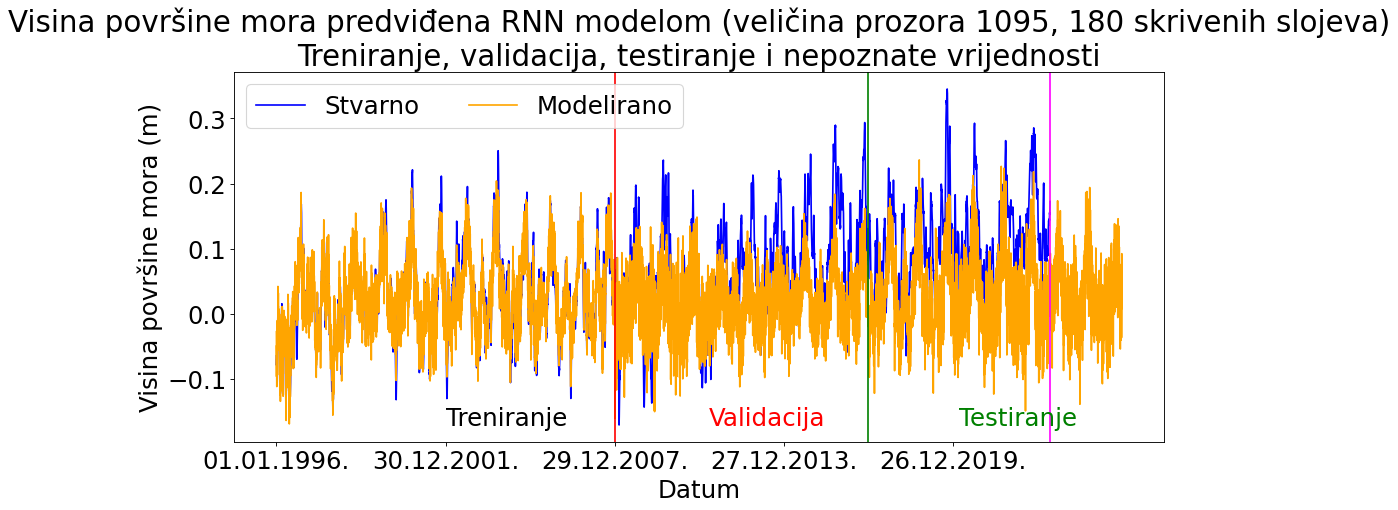 Visina površine mora predviđena RNN modelom (veličina prozora 1095, 180 skrivenih slojeva)
Treniranje, validacija, testiranje i nepoznate vrijednosti
Stvarno
Modelirano
Visina površine mora (m)
0.3
0.2
0.1
0.0
−0.1
Treniranje
Validacija
Testiranje
01.01.1996.
30.12.2001.
29.12.2007.
27.12.2013.
26.12.2019.
Datum